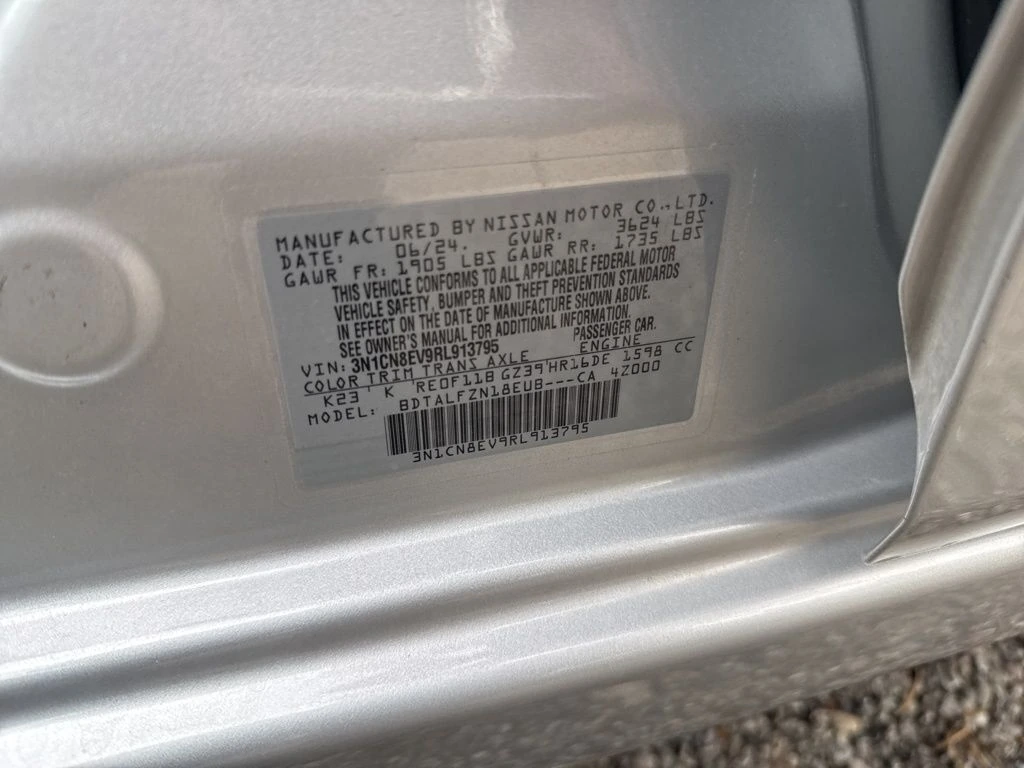 MANUFACTURED BY NISSAN MOTOR CO.,LTD.
DATE: 06/24. GVWR: 3624 LBS
GAWR FR: 1905 LBS GAWR RR: 1735 LBS
THIS VEHICLE CONFORMS TO ALL APPLICABLE FEDERAL MOTOR
VEHICLE SAFETY, BUMPER AND THEFT PREVENTION STANDARDS
IN EFFECT ON THE DATE OF MANUFACTURE SHOWN ABOVE.
SEE OWNER'S MANUAL FOR ADDITIONAL INFORMATION.
VIN: 3N1CN8EV9RL913795 PASSENGER CAR.
COLOR TRIM TRANS AXLE ENGINE
K23 K RE0F11B GZ39 HR16DE 1598 CC
MODEL: BDTALFZN18EUB---CA 4Z000
3N1CN8EV9RL913795